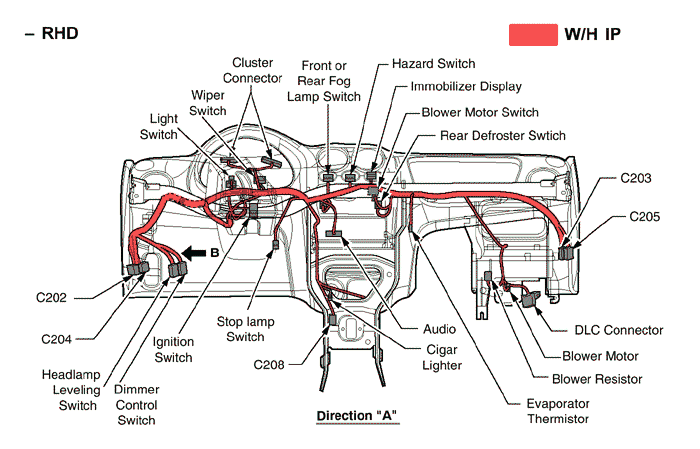 – RHD
W/H IP
Cluster
Connector
Front or
Rear Fog
Lamp Switch
Hazard Switch
Immobilizer Display
Wiper
Switch
Blower Motor Switch
Light
Switch
Rear Defroster Swtich
C203
C205
B
C202
C204
Ignition
Switch
Stop lamp
Switch
C208
Audio
Cigar
Lighter
DLC Connector
Blower Motor
Blower Resistor
Headlamp
Leveling
Switch
Dimmer
Control
Switch
Evaporator
Thermistor
Direction "A"